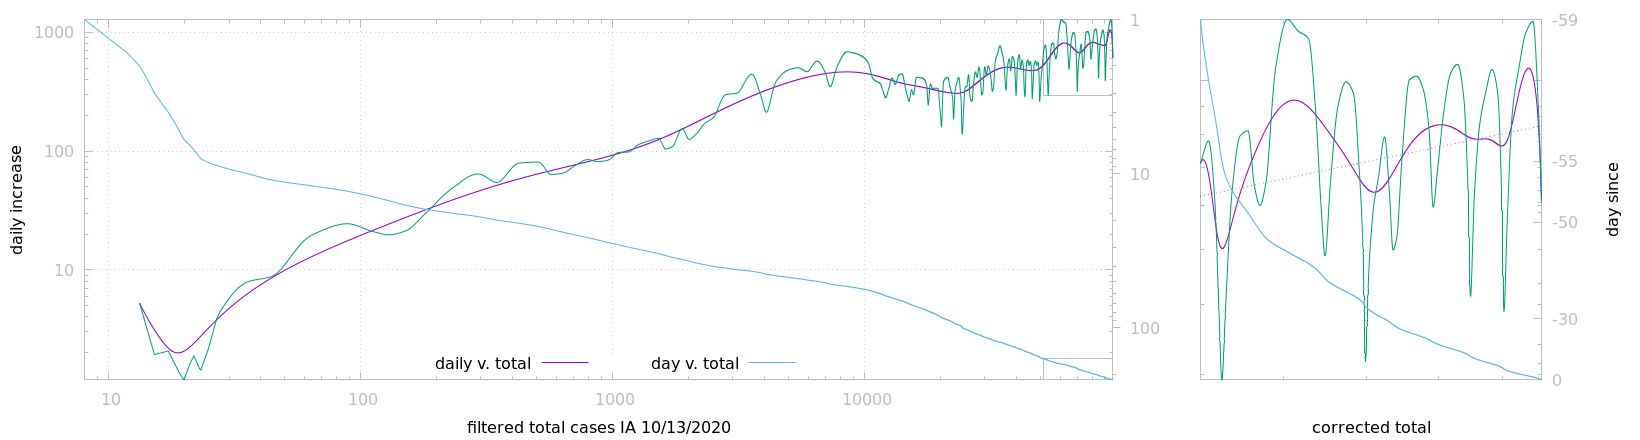 1000
100
10
daily increase
10
100
1000
10000
filtered total cases IA 10/13/2020
daily v. total
day v. total
1
10
100
-59
-55
-50
-30
0
day since
corrected total